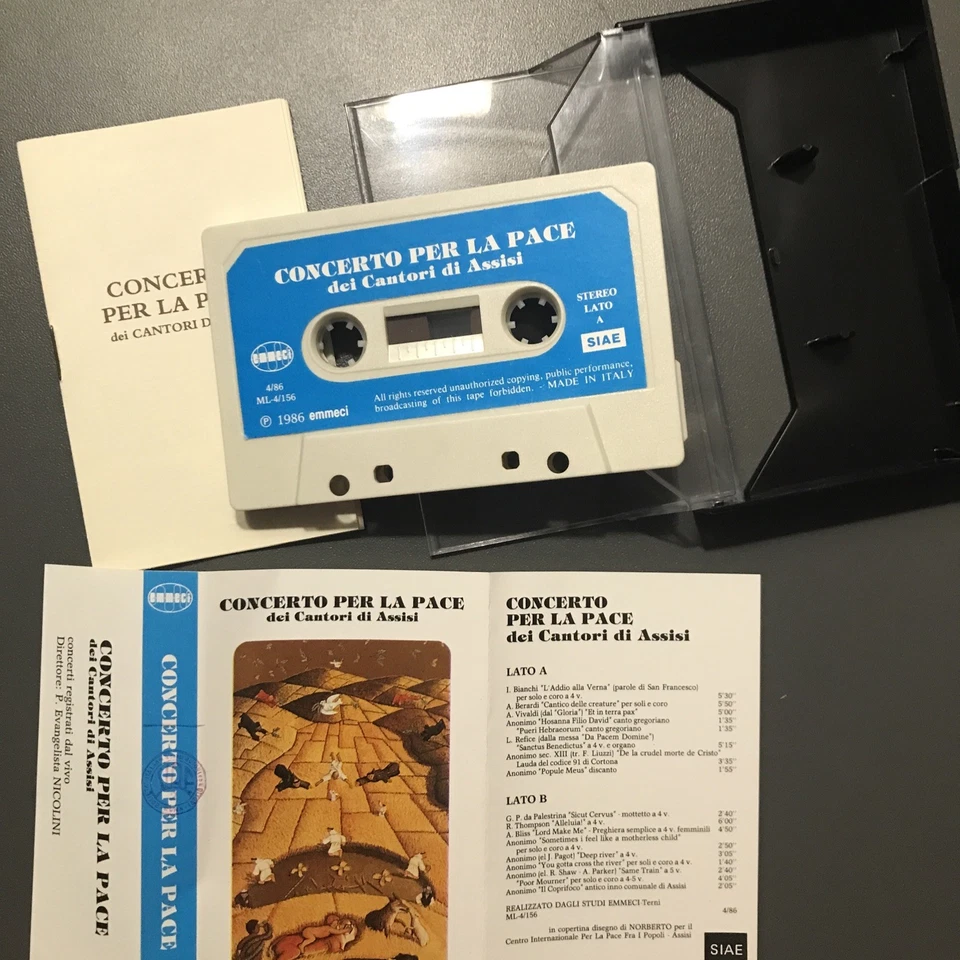 CONCER
PER LA P
dei CANTORI D
CONCERTO PER LA PACE
dei Cantori di Assisi
STEREO
LATO
A
SIAE
emmeci
4/86
ML-4/156
℗ 1986 emmeci
All rights reserved unauthorized copying, public performance,
broadcasting of this tape forbidden. - MADE IN ITALY
CONCERTO PER LA PACE
dei Cantori di Assisi
concerti registrati dal vivo
Direttore: P. Evangelista NICOLINI
emmeci
CONCERTO PER LA PACE
CONCERTO PER LA PACE
dei Cantori di Assisi
CONCERTO
PER LA PACE
dei Cantori di Assisi
LATO A
I. Bianchi "L'Addio alla Verna" (parole di San Francesco)
per solo e coro a 4 v. 5'30''
A. Berardi "Cantico delle creature" per soli e coro 5'50''
A. Vivaldi (dal "Gloria") "Et in terra pax" 5'00''
Anonimo "Hosanna Filio David" canto gregoriano 1'35''
"Pueri Hebraeorum" canto gregoriano 1'35''
L. Refice (dalla messa "Da Pacem Domine")
"Sanctus Benedictus" a 4 v. e organo 5'15''
Anonimo sec. XIII (tr. F. Liuzzi) "De la crudel morte de Cristo"
Lauda del codice 91 di Cortona 3'35''
Anonimo "Popule Meus" discanto 1'55''
LATO B
G. P. da Palestrina "Sicut Cervus" - mottetto a 4 v. 2'40''
R. Thompson "Alleluia!" a 4 v. 6'00''
A. Bliss "Lord Make Me" - Preghiera semplice a 4 v. femminili 4'50''
Anonimo "Sometimes i feel like a motherless child"
per solo e coro a 4 v. 2'50''
Anonimo (el J. Pagot) "Deep river" a 4 v. 3'05''
Anonimo "You gotta cross the river" per soli e coro a 4 v. 1'40''
Anonimo (el. R. Shaw - A. Parker) "Same Train" a 5 v. 2'40''
"Poor Mourner" per solo e coro a 4-5 v. 4'05''
Anonimo "Il Coprifoco" antico inno comunale di Assisi 2'05''
REALIZZATO DAGLI STUDI EMMECI-Terni
ML-4/156 4/86
in copertina disegno di NORBERTO per il
Centro Internazionale Per La Pace Fra I Popoli - Assisi
SIAE